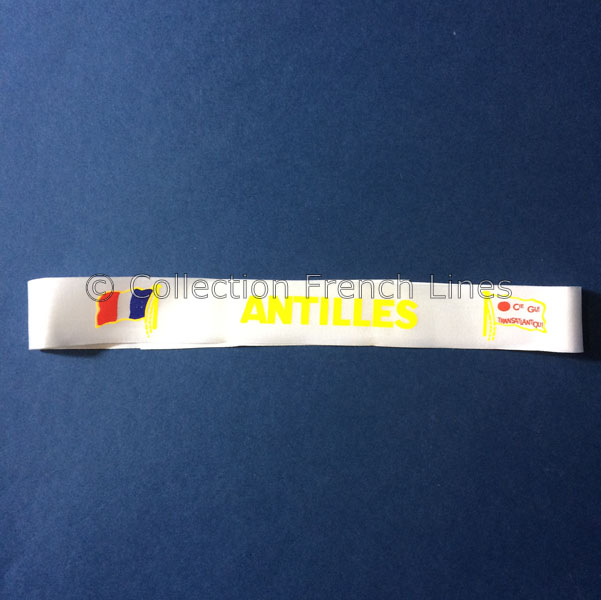 © Collection French Lines
ANTILLES
Cie Gle
TRANSATLANTIQUE